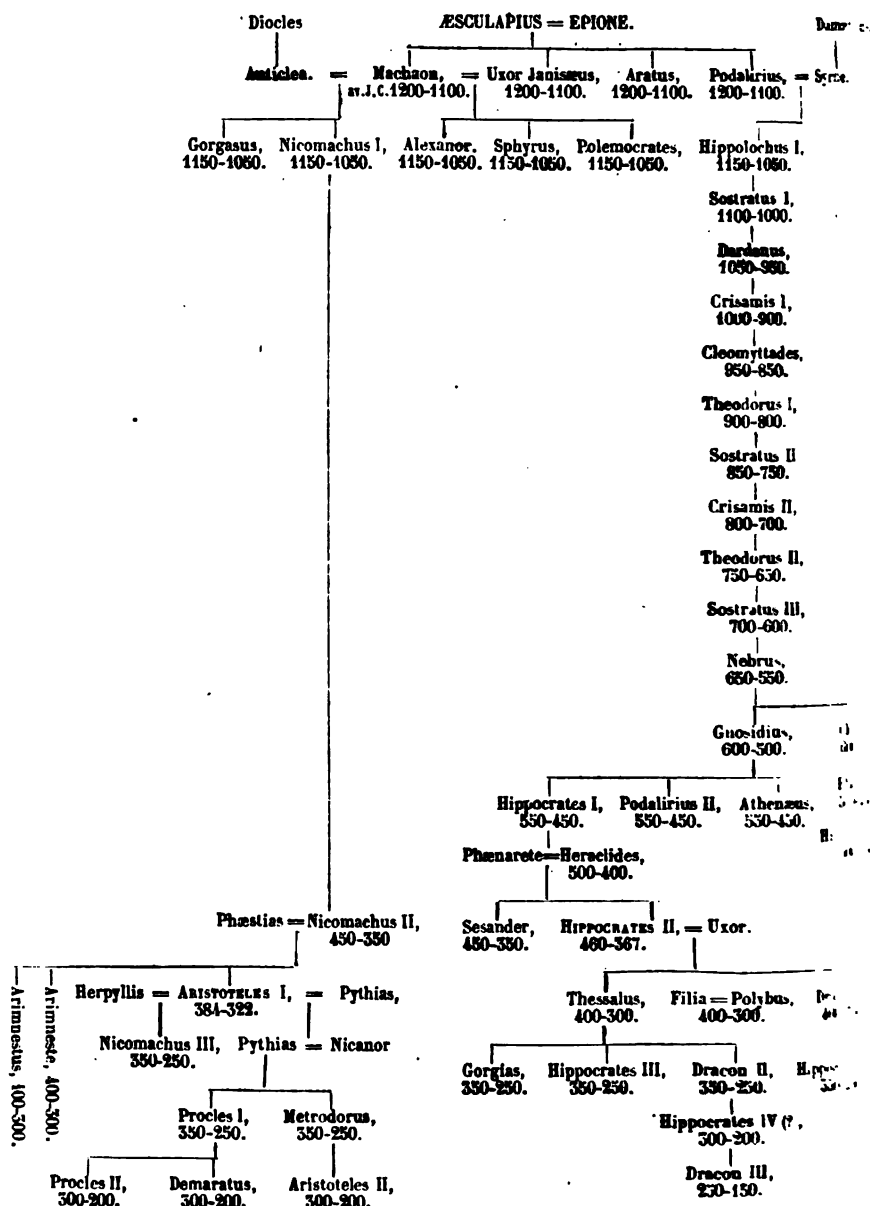 Diocles ÆSCULAPIUS = EPIONE.
Anticlea. = Machaon, = Uxor Janisæus, Aratus, Podalirius, = Syrne.
av. J. C. 1200-1100. 1200-1100. 1200-1100. 1200-1100.
Gorgasus, Nicomachus I, Alexanor. Sphyrus, Polemocrates, Hippolochus I,
1150-1050. 1150-1050. 1150-1050. 1150-1050. 1150-1050. 1150-1050.
Sostratus I,
1100-1000.
Dardanus,
1050-950.
Crisamis I,
1000-900.
Cleomyttades,
950-850.
Theodorus I,
900-800.
Sostratus II
850-750.
Crisamis II,
800-700.
Theodorus II,
750-650.
Sostratus III,
700-600.
Nebrus,
650-550.
Gnosidius,
600-500.
Hippocrates I, Podalirius II, Athenæus,
550-450. 550-450. 550-450.
Phænarete=Heraclides,
500-400.
Phæstias = Nicomachus II, Sesander, HIPPOCRATES II, = Uxor.
450-350 450-350. 460-367.
Arimnestus, 400-300.
Arimneste, 400-300.
Herpyllis = ARISTOTELES I, = Pythias, Thessalus, Filia = Polybus,
384-322. 400-300. 400-300.
Nicomachus III, Pythias = Nicanor Gorgias, Hippocrates III, Dracon II,
350-250. 350-250. 350-250. 350-250.
Procles I, Metrodorus, Hippocrates IV (?,
350-250. 350-250. 300-200.
Procles II, Demaratus, Aristoteles II, Dracon III,
300-200. 300-200. 300-200. 250-150.